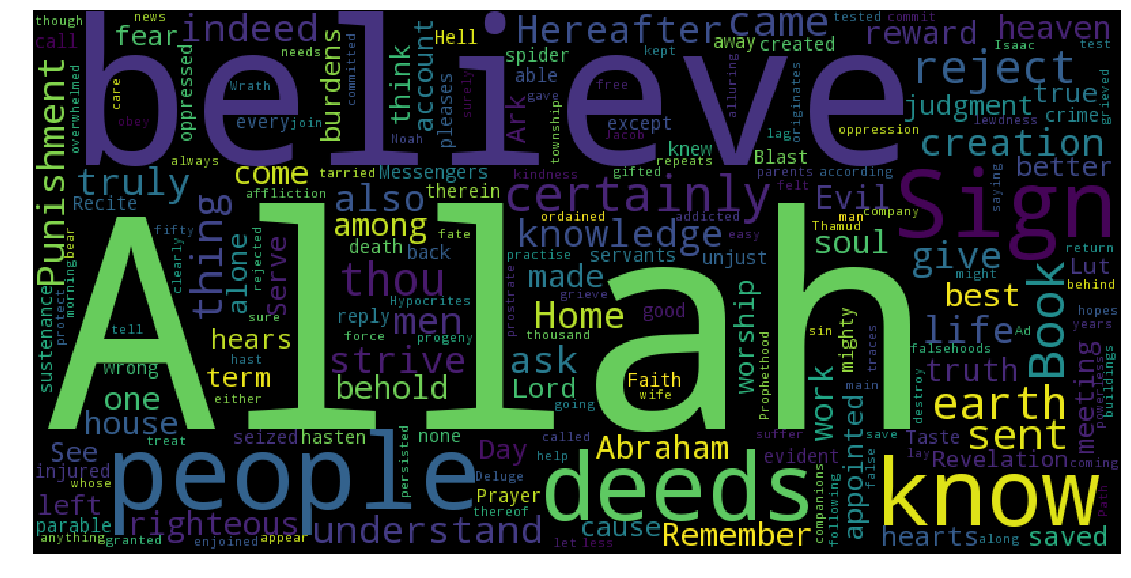 though
news
call
fear
indeed
believe
Hereafter
came
tested
commit
Isaac
test
reward
heaven
needs
Hell
spider
away
created
kept
able
think
account
burdens
oppressed
overwhelmed
Punishment
care
Wrath
committed
pleases
Ark
gave
free
surely
alluring
originates
reject
judgment
true
crime
grieved
obey
every
join
Noah
township
except
Jacob
lag
oppression
lewdness
creation
better
always
tarried
Messengers
knew
repeats
Blast
truly
come
affliction
therein
kindness
gifted
parents
according
Recite
also
certainly
felt
Evil
Sign
saying
thing
among
ordained
addicted
man
company
fifty
alone
rejected
serve
death
fate
back
knowledge
easy
Thamud
soul
give
return
clearly
bear
morning
protect
sustenance
thou
practise
servants
unjust
might
Lut
behind
Allah
made
worship
mighty
best
hears
sure
reply
men
Hypocrites
progeny
prostrate
grieve
good
Home
sin
traces
life
Ad
hopes
years
Book
tell
force
thousand
wrong
hast
strive
ask
falsehoods
truth
meeting
powerless
buildings
one
term
either
behold
Lord
Faith
wife
Prophethood
work
main
destroy
house
going
earth
sent
treat
seized
hasten
none
Day
called
Abraham
suffer
save
appointed
See
persisted
help
evident
false
Taste
lay
Revelation
coming
injured
whose
people
Deluge
deeds
know
left
Prayer
thereof
companions
following
Path
parable
righteous
understand
cause
Remember
hearts
along
saved
anything
granted
enjoined
appear
let
less